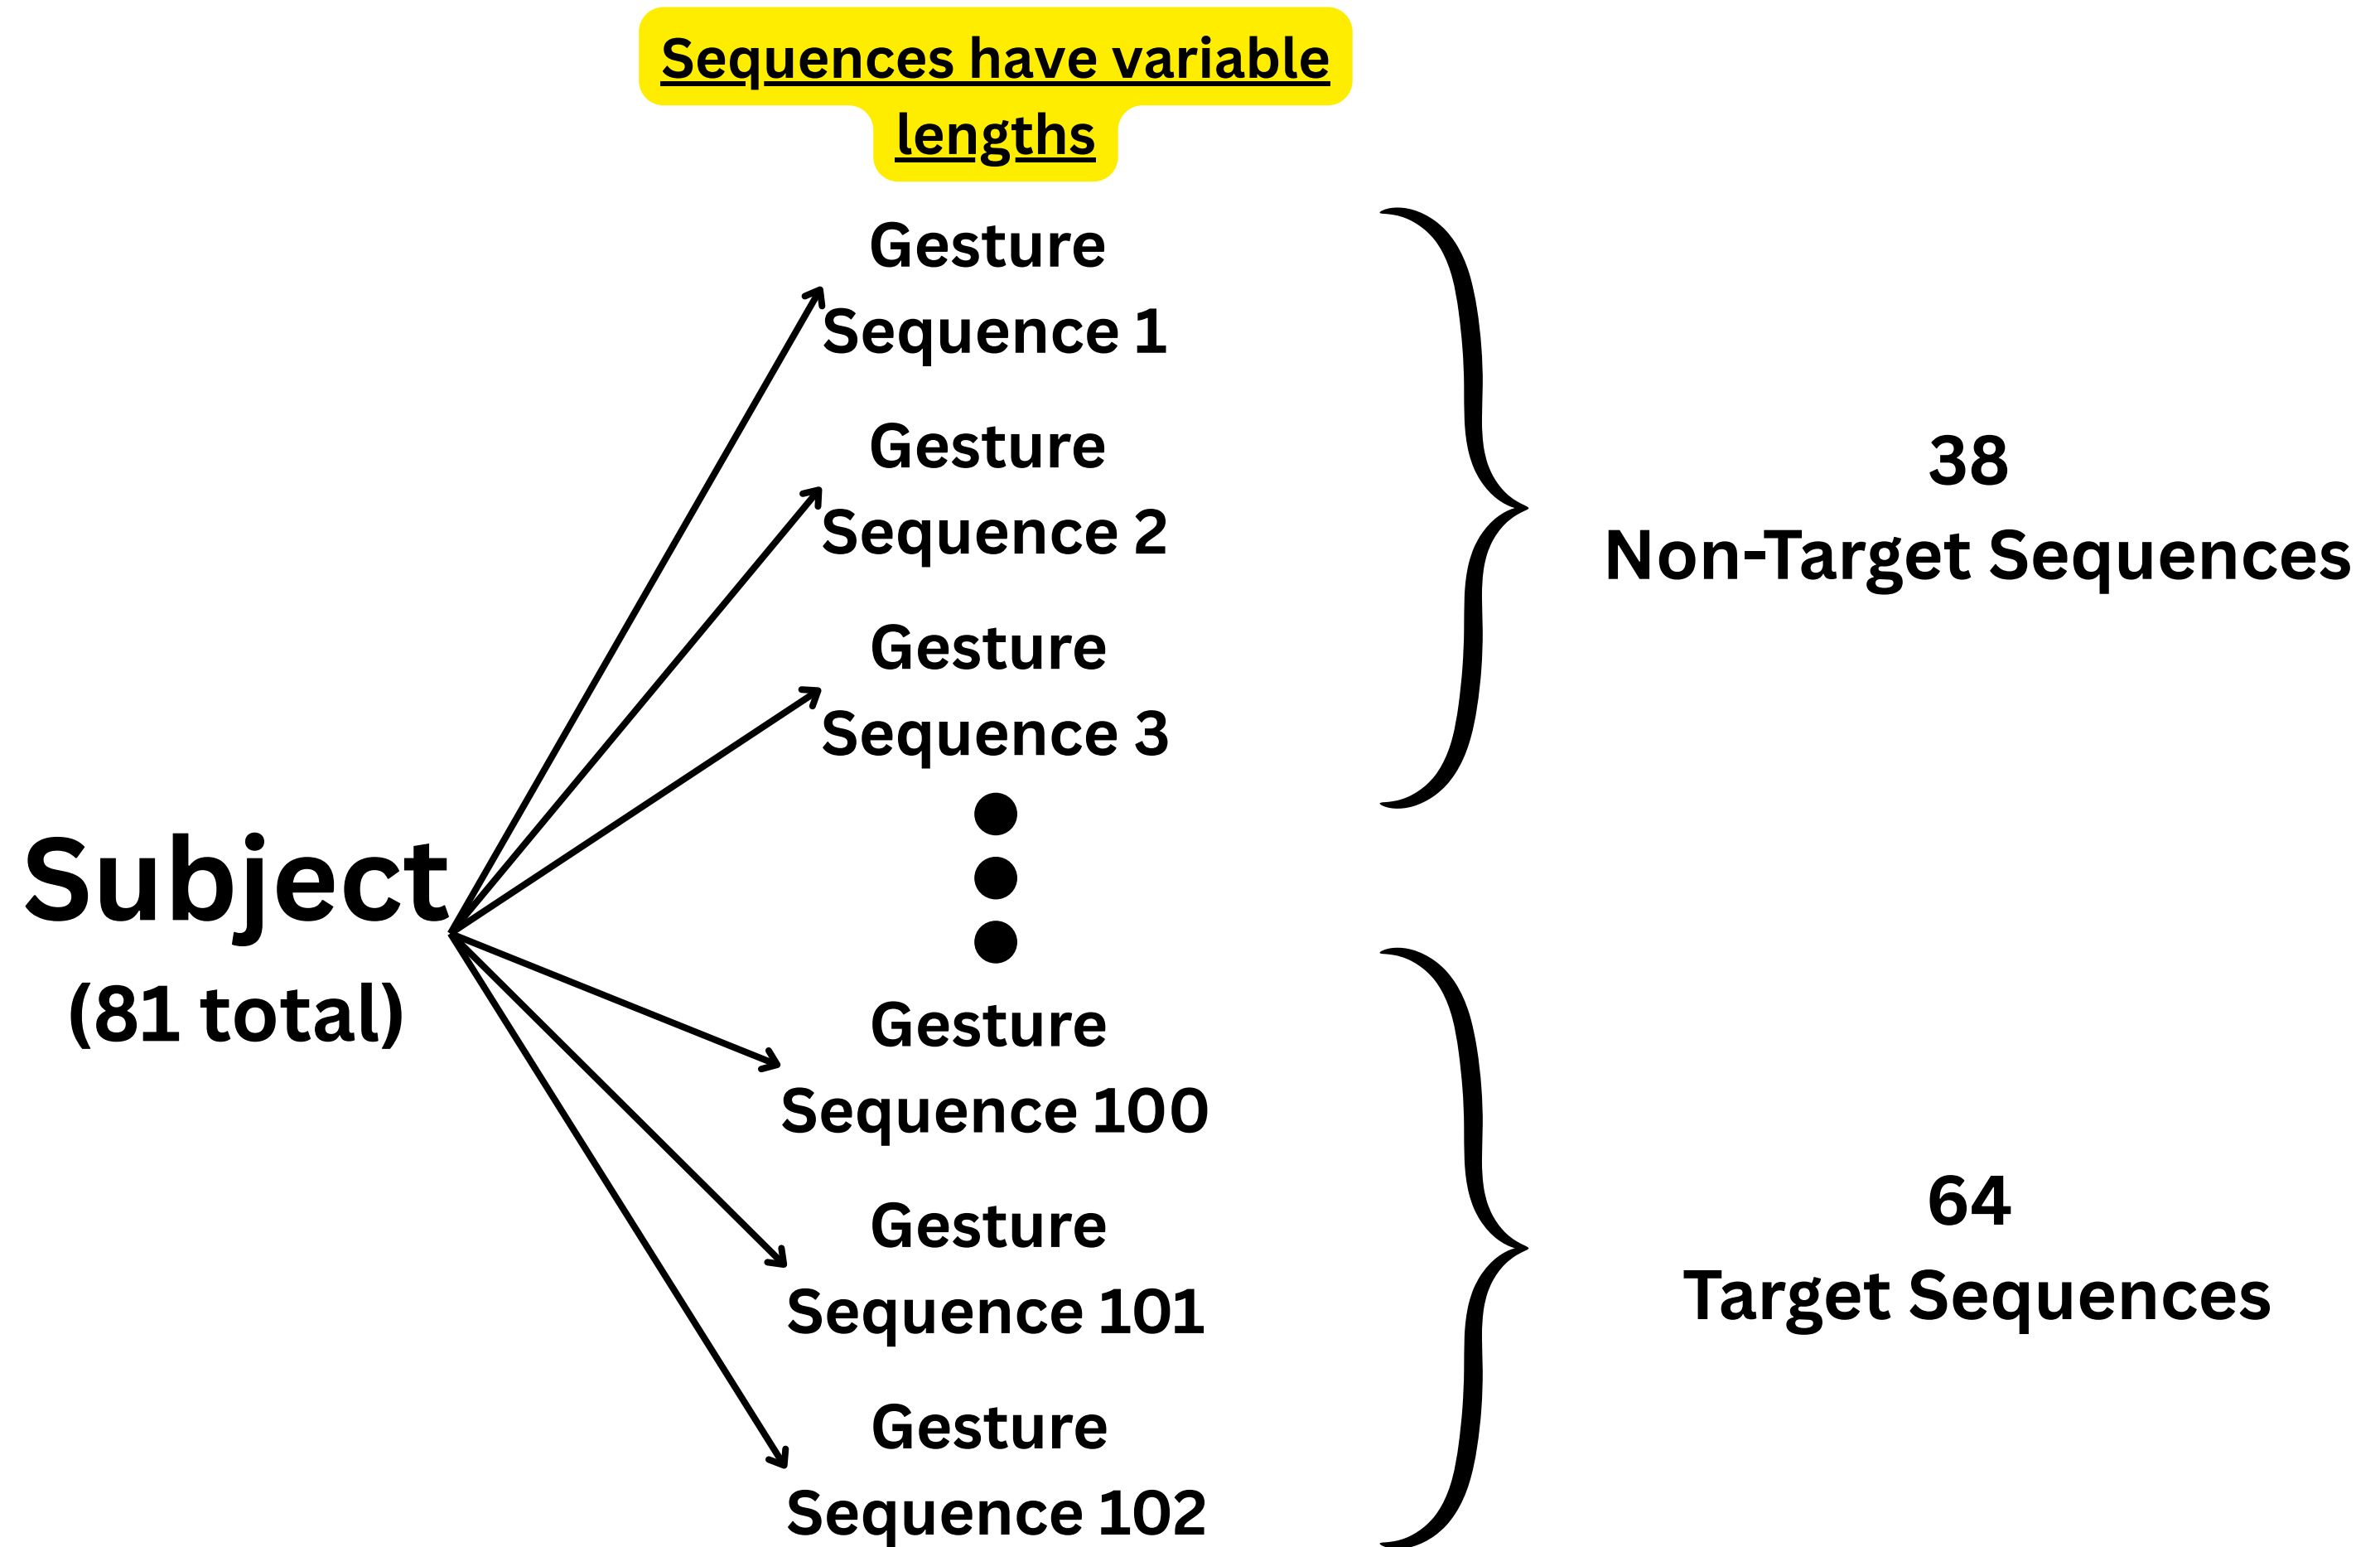 Sequences have variable
lengths
Gesture
Sequence 1
Gesture
Sequence 2
Gesture
Sequence 3
Subject
(81 total)
Gesture
Sequence 100
Gesture
Sequence 101
Gesture
Sequence 102
38
Non-Target Sequences
64
Target Sequences